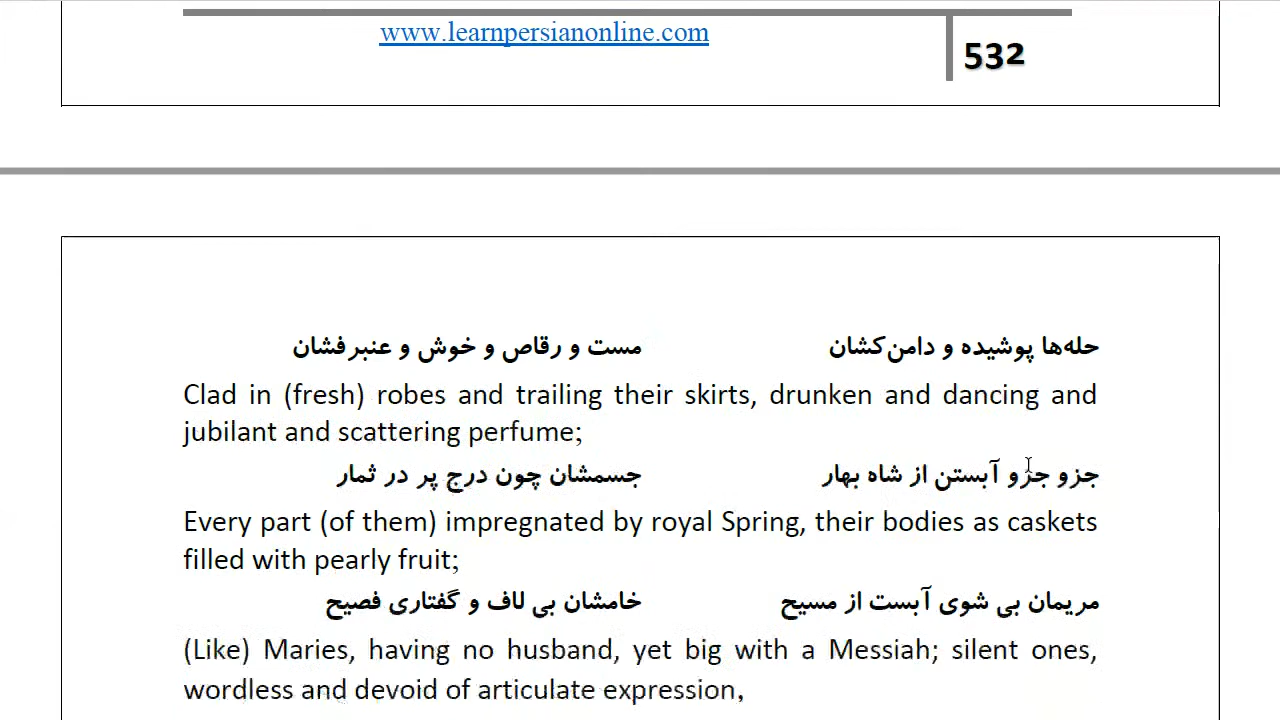 www.learnpersianonline.com
532
حله‌ها پوشیده و دامن‌کشان مست و رقاص و خوش و عنبرفشان
Clad in (fresh) robes and trailing their skirts, drunken and dancing and
jubilant and scattering perfume;
جزو جزو آبستن از شاه بهار جسمشان چون درج پر در ثمار
Every part (of them) impregnated by royal Spring, their bodies as caskets
filled with pearly fruit;
مریمان بی شوی آبست از مسیح خامشان بی لاف و گفتاری فصیح
(Like) Maries, having no husband, yet big with a Messiah; silent ones,
wordless and devoid of articulate expression,